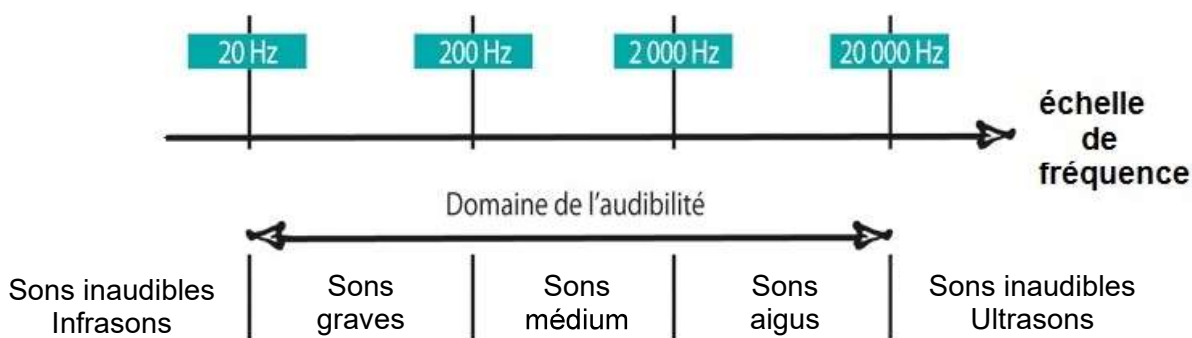 20 Hz 200 Hz 2 000 Hz 20 000 Hz
échelle
de
fréquence
Domaine de l'audibilité
Sons inaudibles
Infrasons
Sons
graves
Sons
médium
Sons
aigus
Sons inaudibles
Ultrasons